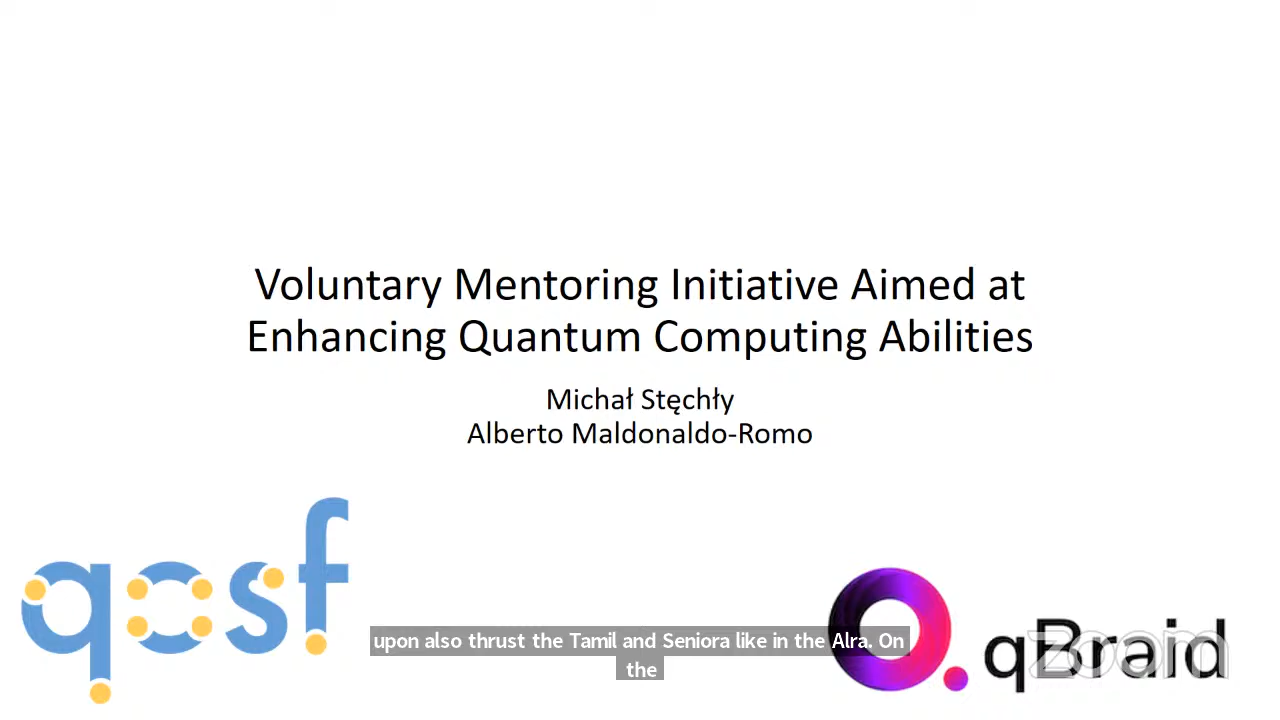 Voluntary Mentoring Initiative Aimed at
Enhancing Quantum Computing Abilities
Michał Stęchły
Alberto Maldonaldo-Romo
qosf
upon also thrust the Tamil and Seniora like in the Alra. On
the
qBraid
zoom